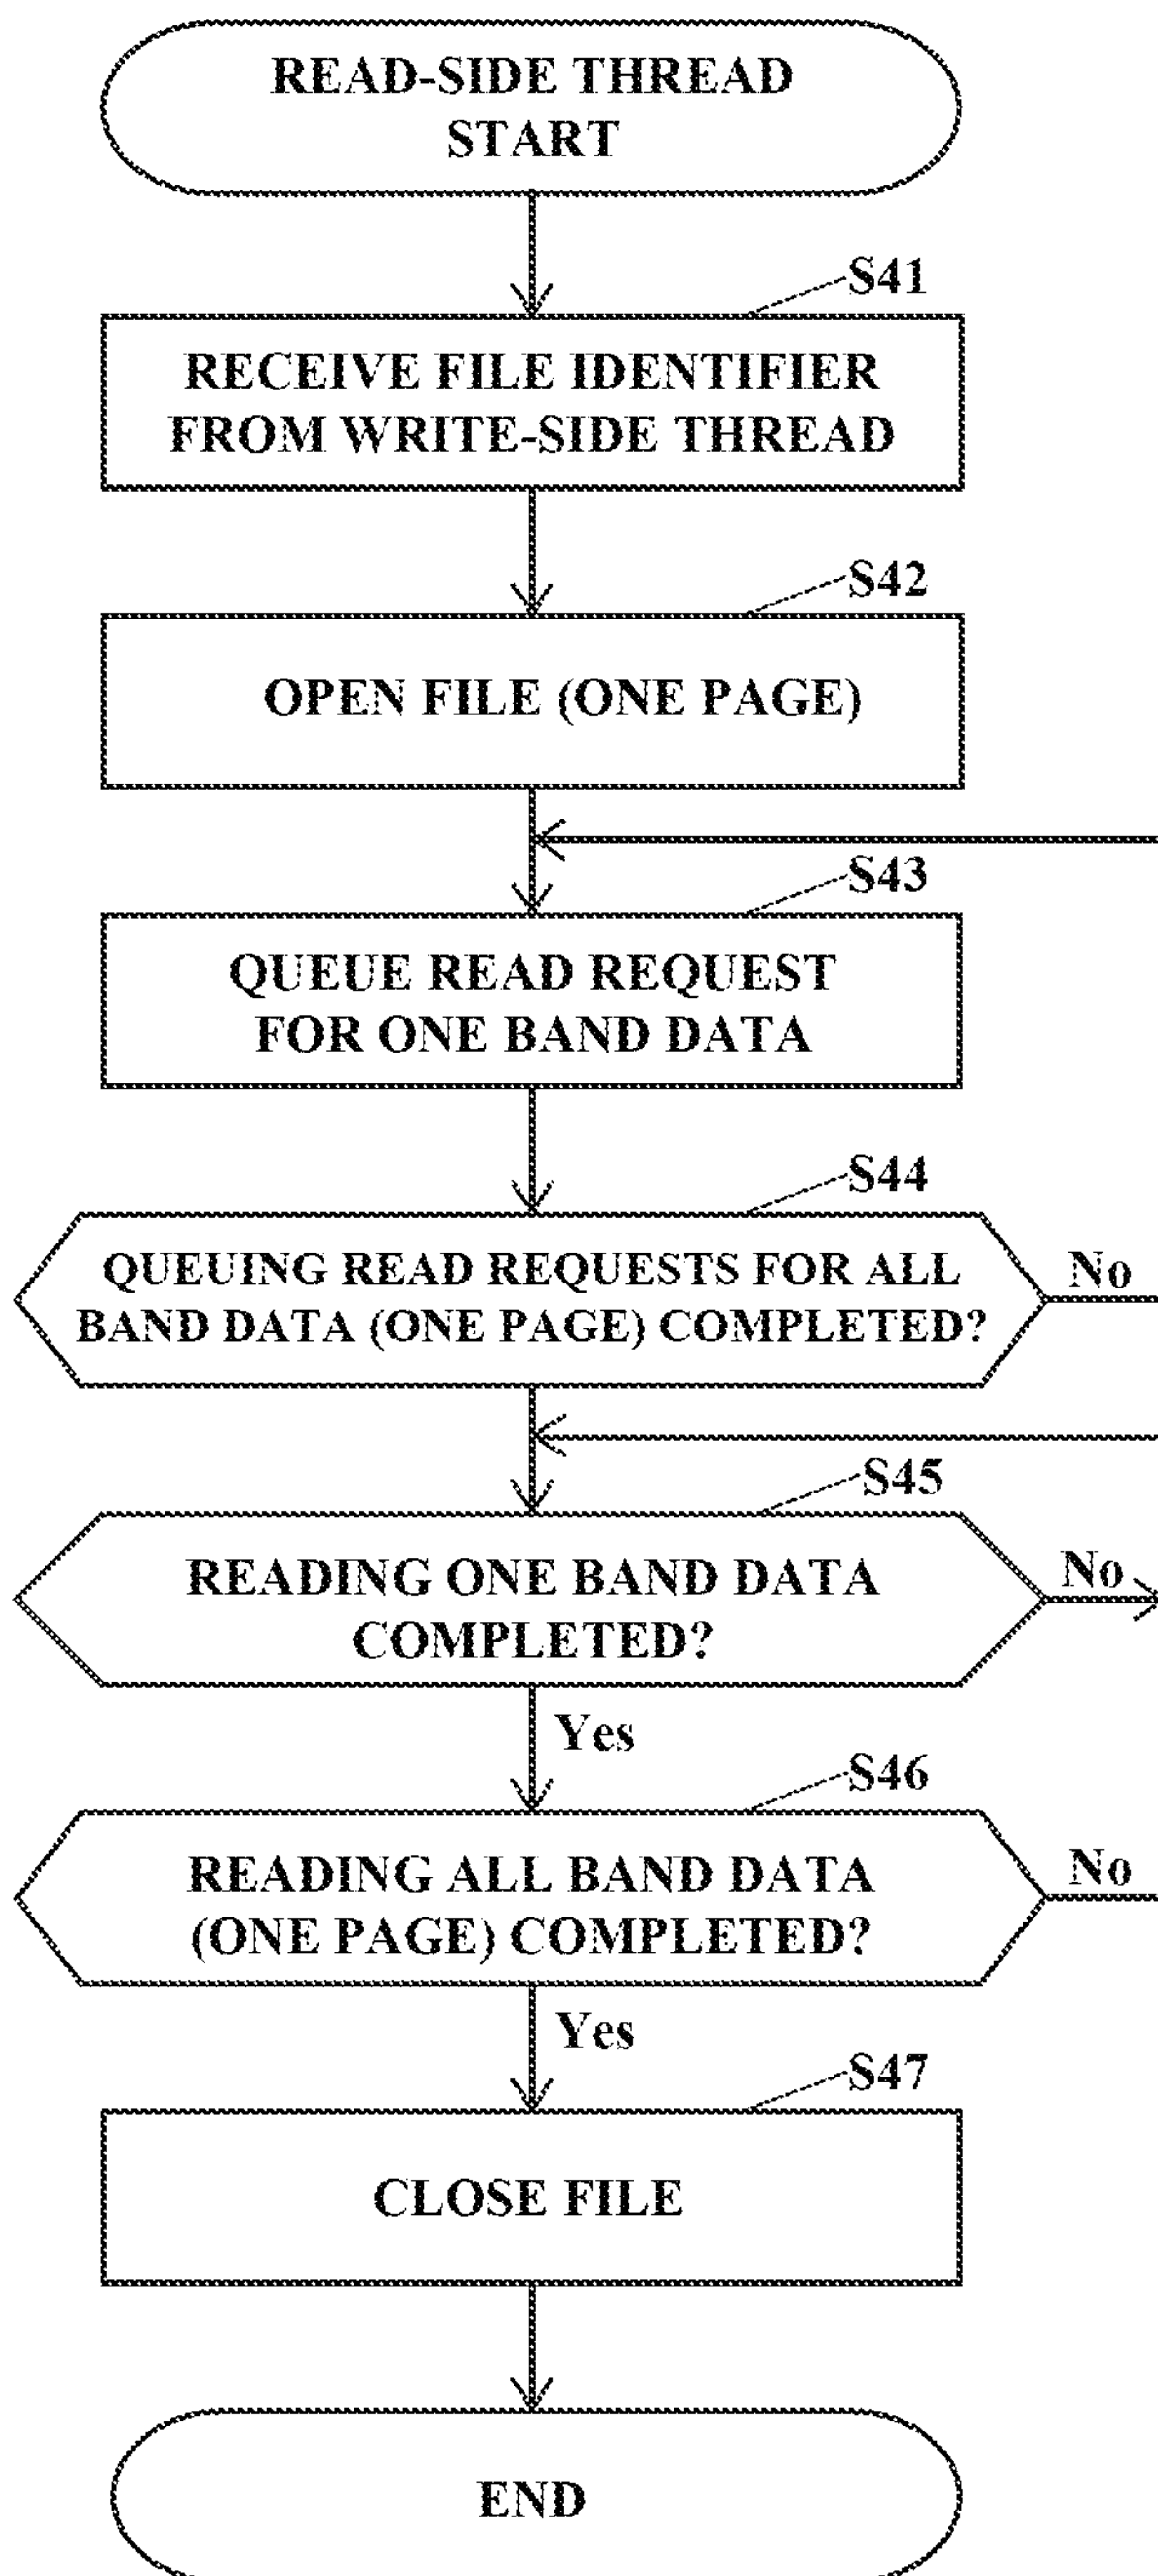 READ-SIDE THREAD
START
S41
RECEIVE FILE IDENTIFIER
FROM WRITE-SIDE THREAD
S42
OPEN FILE (ONE PAGE)
S43
QUEUE READ REQUEST
FOR ONE BAND DATA
S44
QUEUING READ REQUESTS FOR ALL
BAND DATA (ONE PAGE) COMPLETED?
No
S45
READING ONE BAND DATA
COMPLETED?
No
Yes
S46
READING ALL BAND DATA
(ONE PAGE) COMPLETED?
No
Yes
S47
CLOSE FILE
END